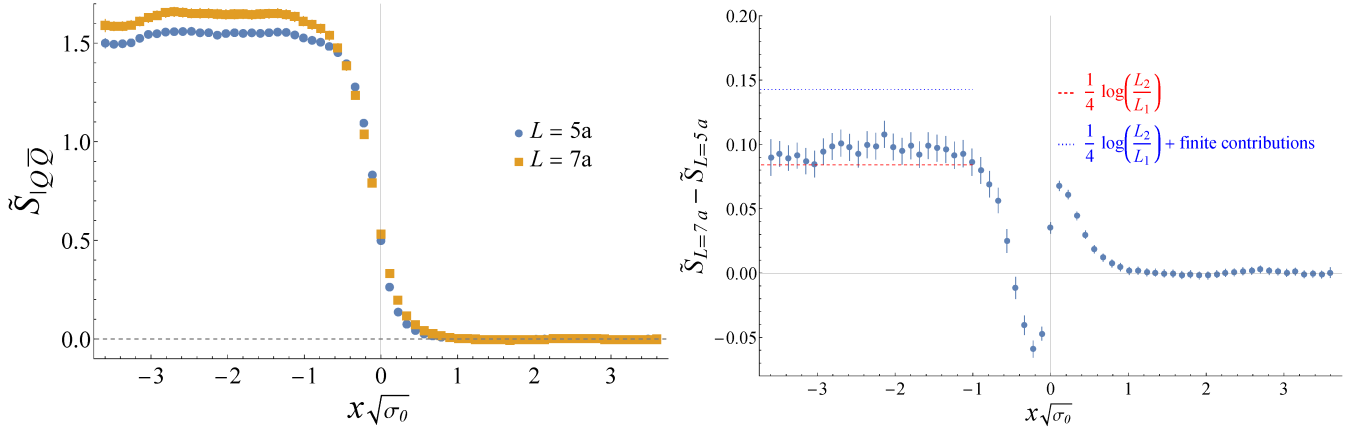 S̃_|QQ̅
1.5
1.0
0.5
0.0
L = 5a
L = 7a
−3 −2 −1 0 1 2 3
x√σ₀
S̃_L=7a − S̃_L=5a
0.20
0.15
0.10
0.05
0.00
−0.05
1/4 log(L₂/L₁)
1/4 log(L₂/L₁) + finite contributions
−3 −2 −1 0 1 2 3
x√σ₀